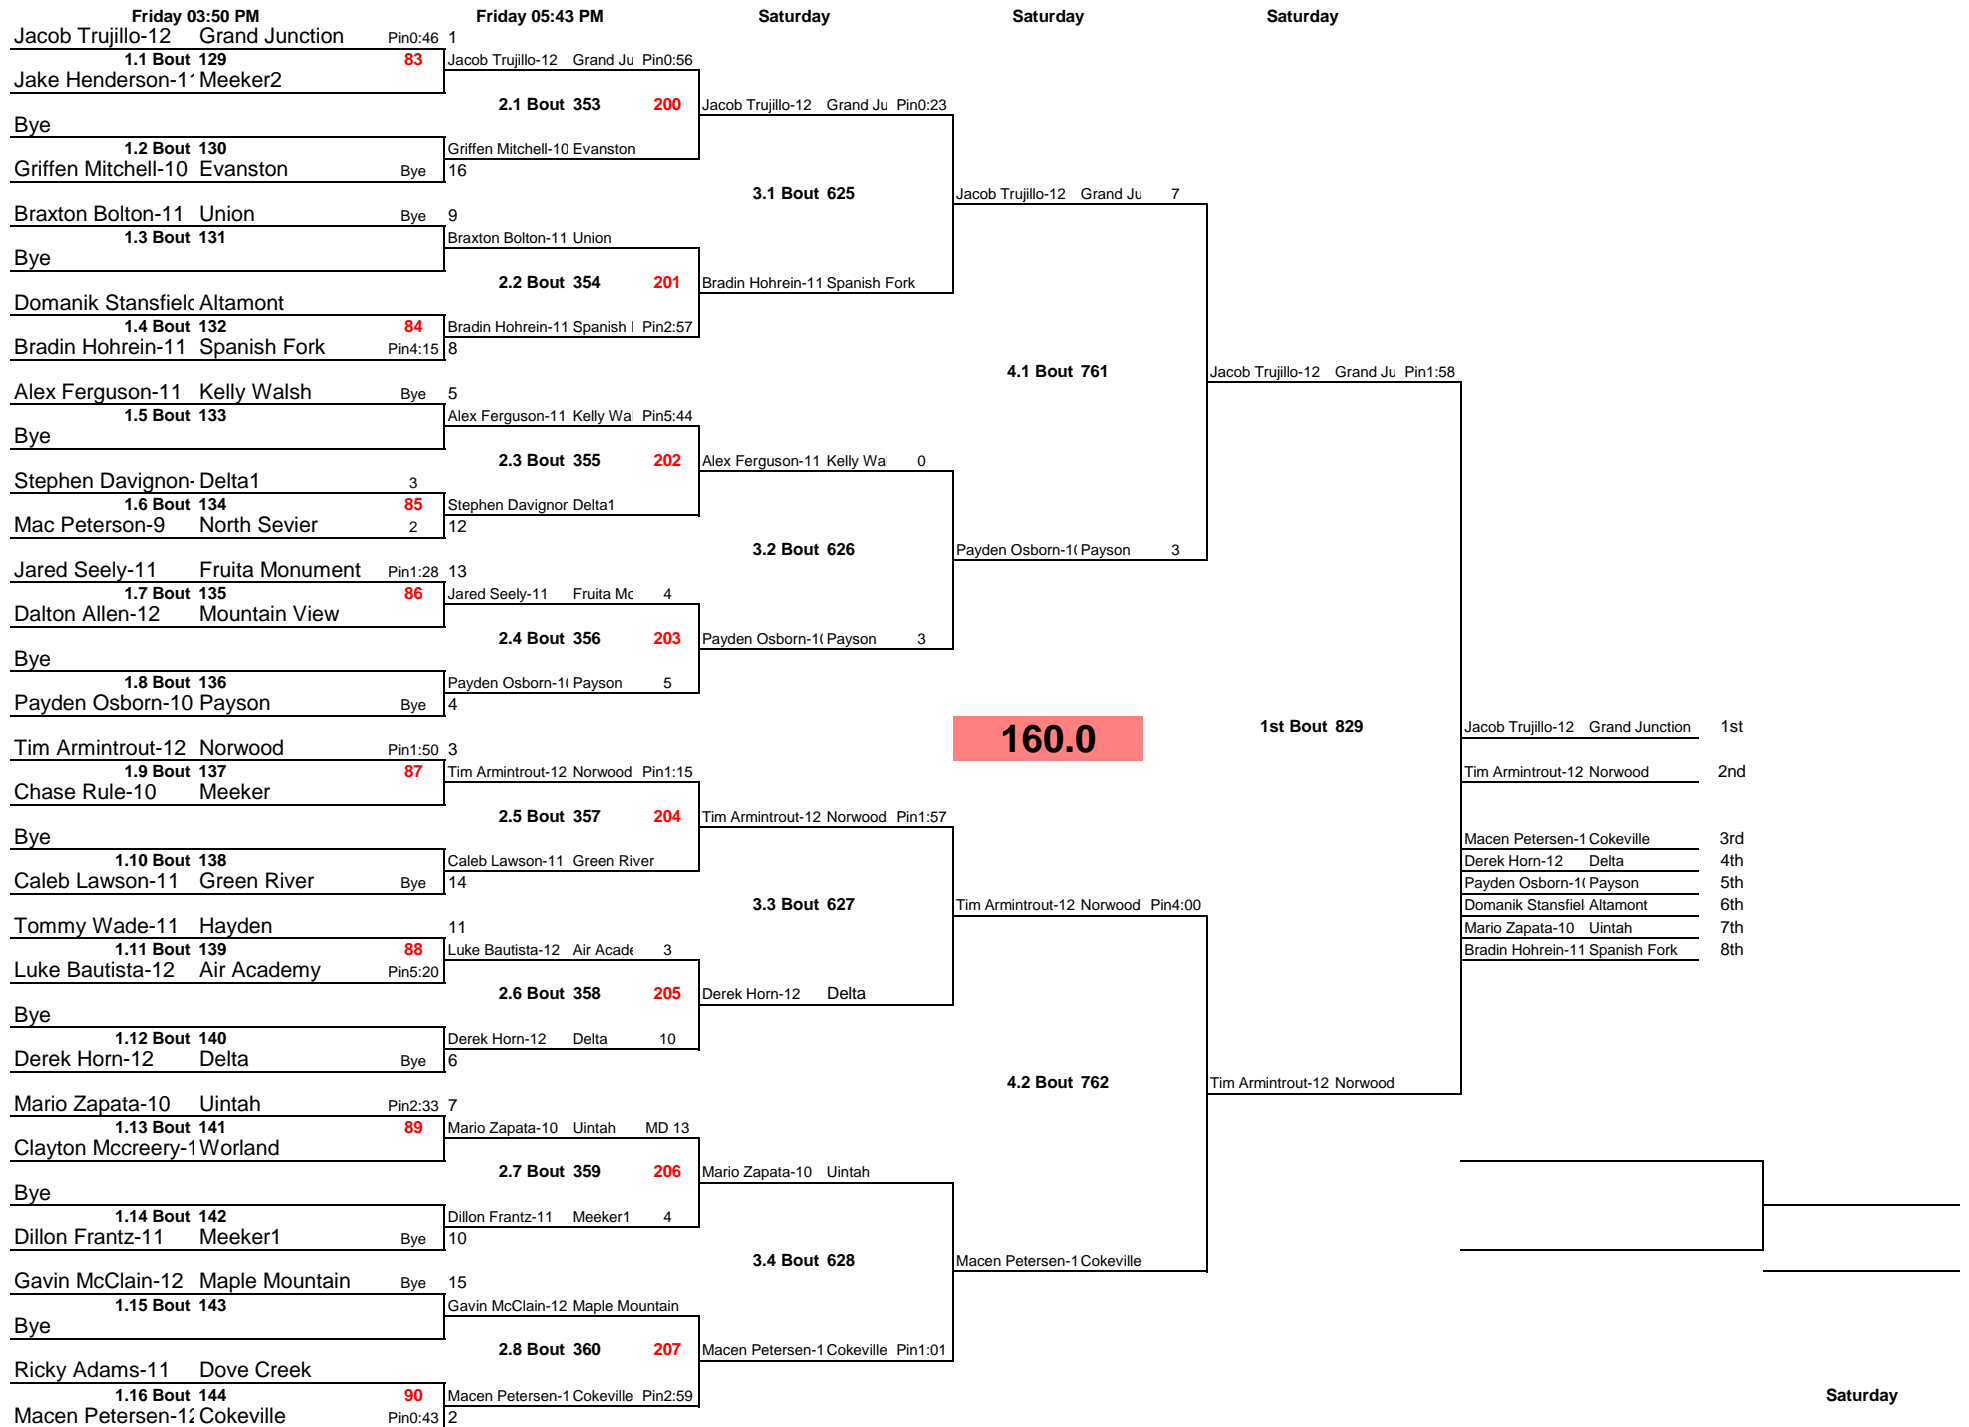 Friday 03:50 PM Friday 05:43 PM Saturday Saturday Saturday
Jacob Trujillo-12 Grand Junction Pin0:46 1
1.1 Bout 129 83 Jacob Trujillo-12 Grand Ju Pin0:56
Jake Henderson-1 Meeker2
2.1 Bout 353 200 Jacob Trujillo-12 Grand Ju Pin0:23
Bye
1.2 Bout 130 Griffen Mitchell-10 Evanston
Griffen Mitchell-10 Evanston Bye 16
3.1 Bout 625 Jacob Trujillo-12 Grand Ju 7
Braxton Bolton-11 Union Bye 9
1.3 Bout 131 Braxton Bolton-11 Union
Bye
2.2 Bout 354 201 Bradin Hohrein-11 Spanish Fork
Domanik Stansfield Altamont
1.4 Bout 132 84 Bradin Hohrein-11 Spanish Pin2:57
Bradin Hohrein-11 Spanish Fork Pin4:15 8
4.1 Bout 761 Jacob Trujillo-12 Grand Ju Pin1:58
Alex Ferguson-11 Kelly Walsh Bye 5
1.5 Bout 133 Alex Ferguson-11 Kelly Wa Pin5:44
Bye
2.3 Bout 355 202 Alex Ferguson-11 Kelly Wa 0
Stephen Davignon- Delta1 3
1.6 Bout 134 85 Stephen Davignor Delta1
Mac Peterson-9 North Sevier 2 12
3.2 Bout 626 Payden Osborn-1( Payson 3
Jared Seely-11 Fruita Monument Pin1:28 13
1.7 Bout 135 86 Jared Seely-11 Fruita Mc 4
Dalton Allen-12 Mountain View
2.4 Bout 356 203 Payden Osborn-1( Payson 3
Bye
1.8 Bout 136 Payden Osborn-1( Payson 5
Payden Osborn-10 Payson Bye 4
160.0 1st Bout 829 Jacob Trujillo-12 Grand Junction 1st
Tim Armintrout-12 Norwood Pin1:50 3
1.9 Bout 137 87 Tim Armintrout-12 Norwood Pin1:15 Tim Armintrout-12 Norwood 2nd
Chase Rule-10 Meeker
2.5 Bout 357 204 Tim Armintrout-12 Norwood Pin1:57
Bye Macen Petersen-1 Cokeville 3rd
1.10 Bout 138 Caleb Lawson-11 Green River Derek Horn-12 Delta 4th
Caleb Lawson-11 Green River Bye 14 Payden Osborn-1( Payson 5th
3.3 Bout 627 Tim Armintrout-12 Norwood Pin4:00 Domanik Stansfiel Altamont 6th
Tommy Wade-11 Hayden 11 Mario Zapata-10 Uintah 7th
1.11 Bout 139 88 Luke Bautista-12 Air Acade 3 Bradin Hohrein-11 Spanish Fork 8th
Luke Bautista-12 Air Academy Pin5:20
2.6 Bout 358 205 Derek Horn-12 Delta
Bye
1.12 Bout 140 Derek Horn-12 Delta 10
Derek Horn-12 Delta Bye 6
4.2 Bout 762 Tim Armintrout-12 Norwood
Mario Zapata-10 Uintah Pin2:33 7
1.13 Bout 141 89 Mario Zapata-10 Uintah MD 13
Clayton Mccreery-1 Worland
2.7 Bout 359 206 Mario Zapata-10 Uintah
Bye
1.14 Bout 142 Dillon Frantz-11 Meeker1 4
Dillon Frantz-11 Meeker1 Bye 10
3.4 Bout 628 Macen Petersen-1 Cokeville
Gavin McClain-12 Maple Mountain Bye 15
1.15 Bout 143 Gavin McClain-12 Maple Mountain
Bye
2.8 Bout 360 207 Macen Petersen-1 Cokeville Pin1:01
Ricky Adams-11 Dove Creek
1.16 Bout 144 90 Macen Petersen-1 Cokeville Pin2:59 Saturday
Macen Petersen-12 Cokeville Pin0:43 2